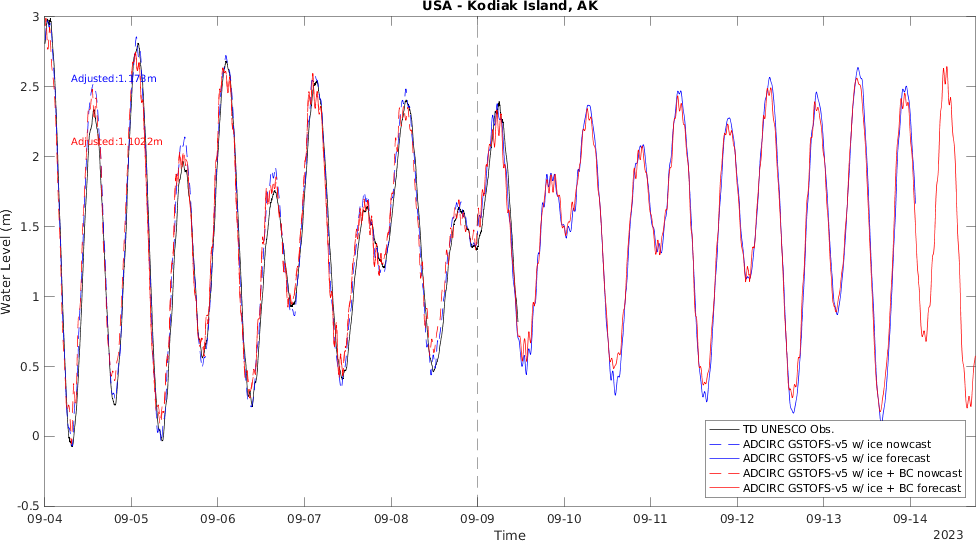 USA - Kodiak Island, AK
3
2.5
2
1.5
1
0.5
0
-0.5
Water Level (m)
Adjusted:1.173m
Adjusted:1.1022m
TD UNESCO Obs.
ADCIRC GSTOFS-v5 w/ ice nowcast
ADCIRC GSTOFS-v5 w/ ice forecast
ADCIRC GSTOFS-v5 w/ ice + BC nowcast
ADCIRC GSTOFS-v5 w/ ice + BC forecast
09-04 09-05 09-06 09-07 09-08 09-09 09-10 09-11 09-12 09-13 09-14
Time
2023